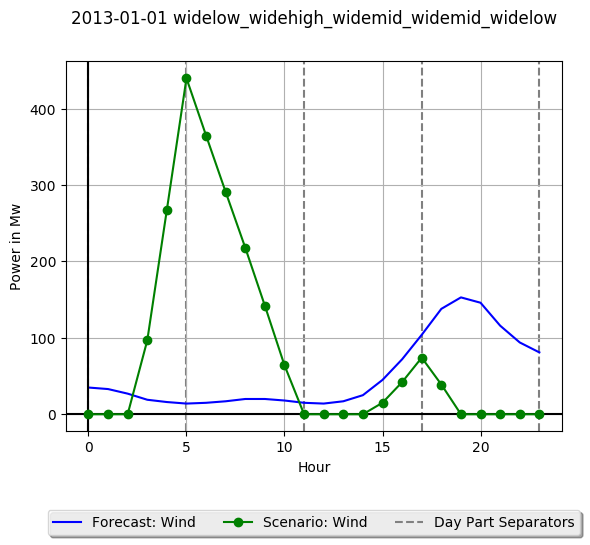 2013-01-01 widelow_widehigh_widemid_widemid_widelow
Power in Mw
400
300
200
100
0
0 5 10 15 20
Hour
Forecast: Wind Scenario: Wind Day Part Separators